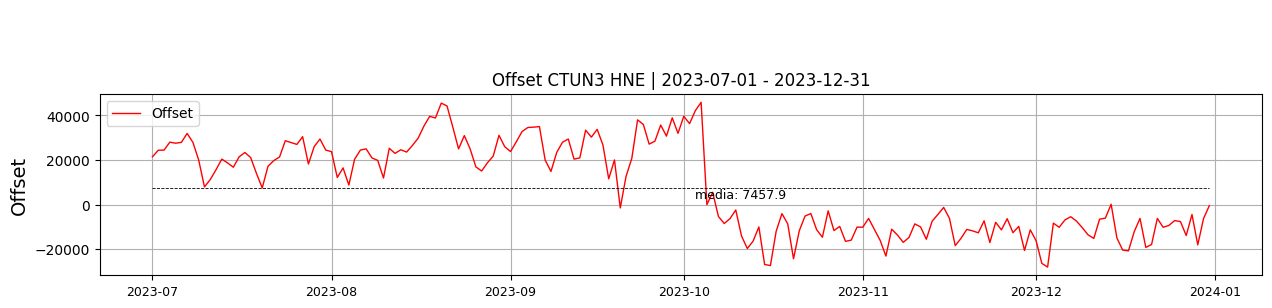 Offset CTUN3 HNE | 2023-07-01 - 2023-12-31
Offset
Offset
40000
20000
0
−20000
media: 7457.9
2023-07
2023-08
2023-09
2023-10
2023-11
2023-12
2024-01